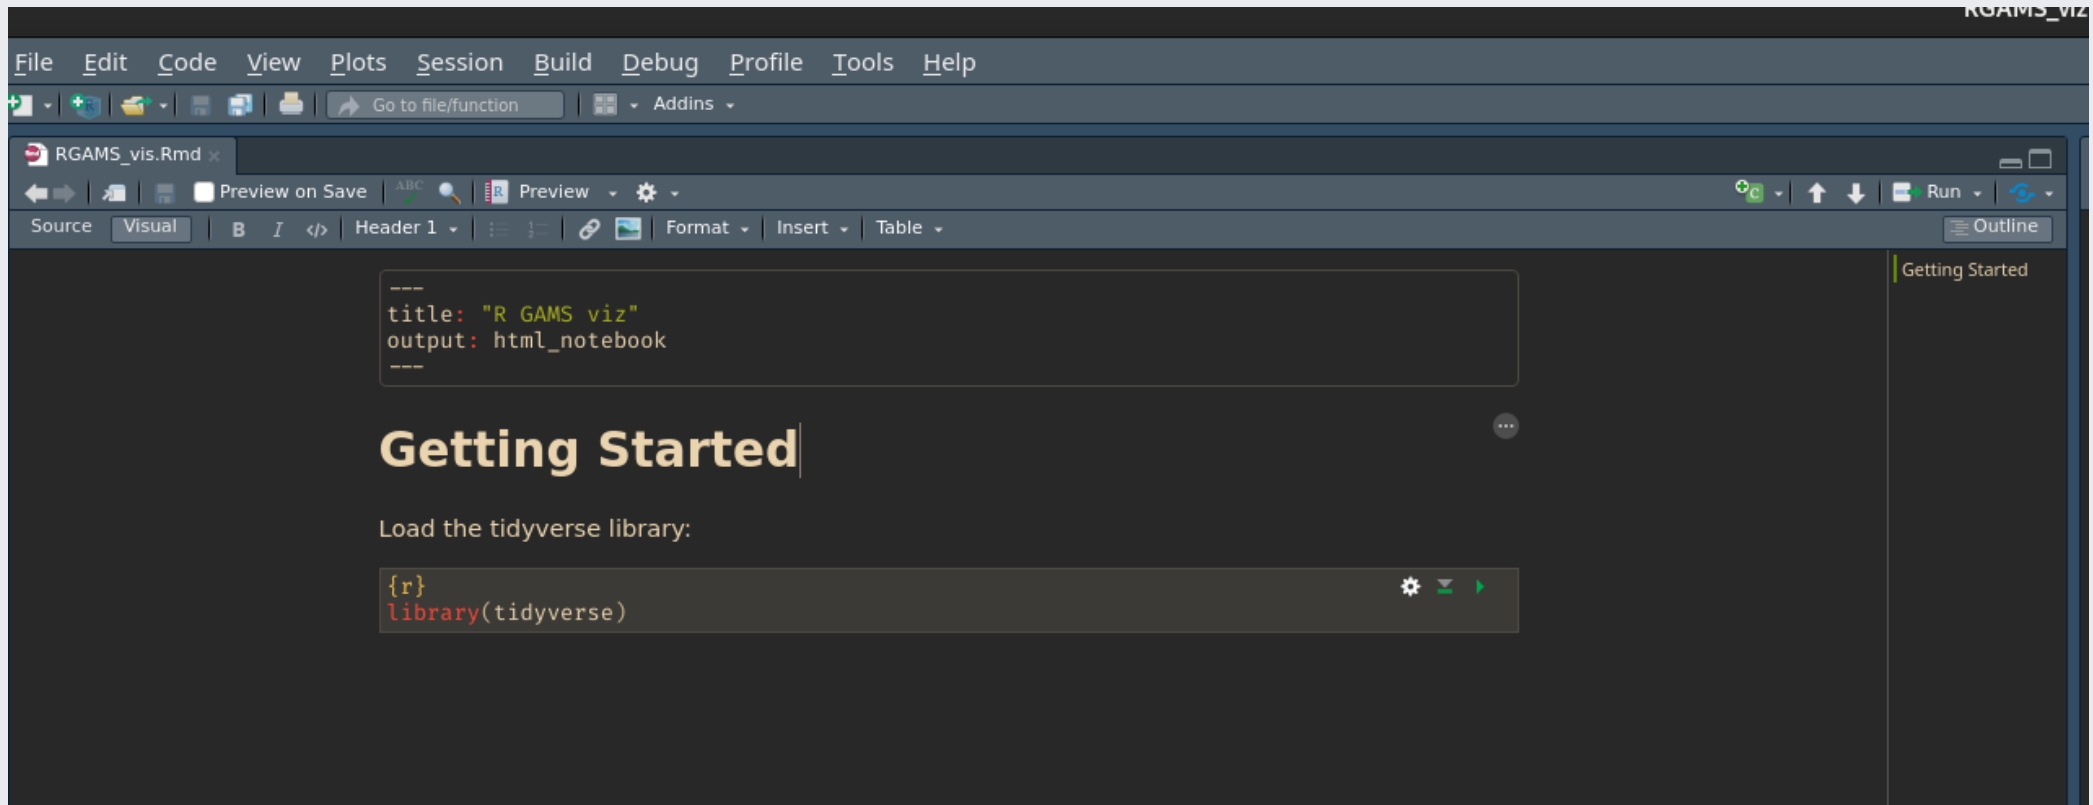 RGAMS_viz
File Edit Code View Plots Session Build Debug Profile Tools Help
Go to file/function Addins
RGAMS_vis.Rmd
Preview on Save ABC R Preview C Run
Source Visual B I </> Header 1 Format Insert Table Outline
---
title: "R GAMS viz"
output: html_notebook
---
Getting Started
Load the tidyverse library:
{r}
library(tidyverse)
Getting Started